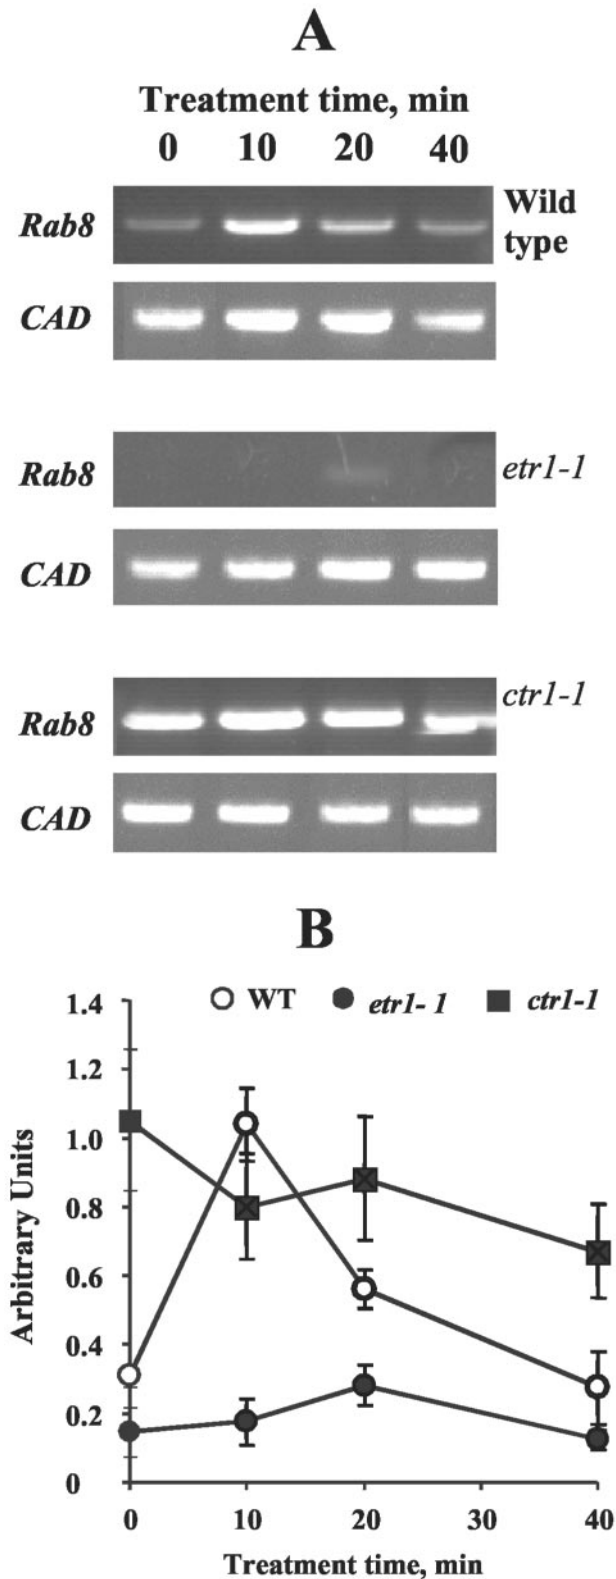 A
Treatment time, min
0 10 20 40
Rab8
Wild
type
CAD
Rab8
etr1-1
CAD
Rab8
ctr1-1
CAD
B
WT etr1- 1 ctr1-1
1.4
1.2
1.0
0.8
0.6
0.4
0.2
0
Arbitrary Units
0 10 20 30 40
Treatment time, min